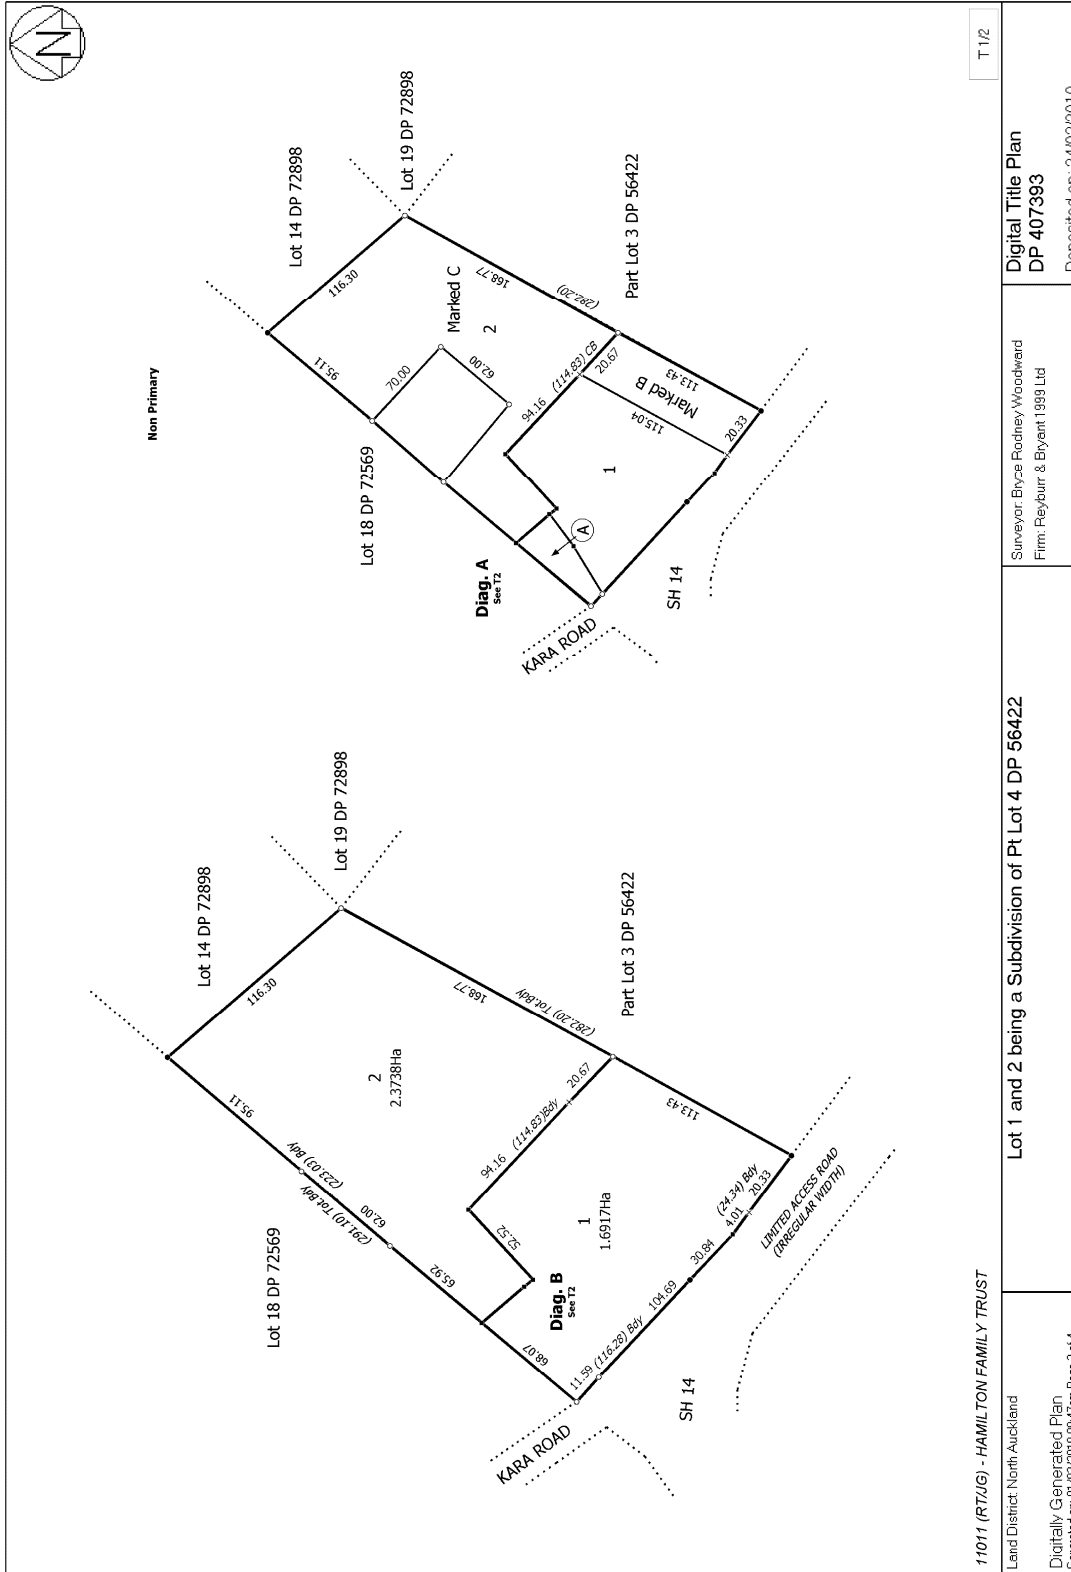 N
T 1/2
Non Primary
Lot 14 DP 72898
Lot 19 DP 72898
Lot 18 DP 72569
Part Lot 3 DP 56422
116.30
95.11
168.77
(282.20)
Marked C
2
70.00
62.00
94.16
(114.83) CB
20.67
Marked B
113.43
115.04
20.33
1
A
Diag. A
See T2
KARA ROAD
SH 14
Lot 14 DP 72898
Lot 19 DP 72898
Lot 18 DP 72569
Part Lot 3 DP 56422
116.30
95.11
168.77
(282.20) Tot.Bdy
2
2.3738Ha
(223.03) Bdy
(291.10) Tot.Bdy
62.00
65.92
68.07
94.16
(114.83)Bdy
20.67
52.52
113.43
1
1.6917Ha
Diag. B
See T2
11.59
(116.28) Bdy
104.69
30.84
4.01
(24.34) Bdy
20.33
LIMITED ACCESS ROAD
(IRREGULAR WIDTH)
KARA ROAD
SH 14
11011 (RT/JG) - HAMILTON FAMILY TRUST
Land District: North Auckland
Digitally Generated Plan
Lot 1 and 2 being a Subdivision of Pt Lot 4 DP 56422
Surveyor: Bryce Rodney Woodward
Firm: Reyburr & Bryant 1999 Ltd
Digital Title Plan
DP 407393